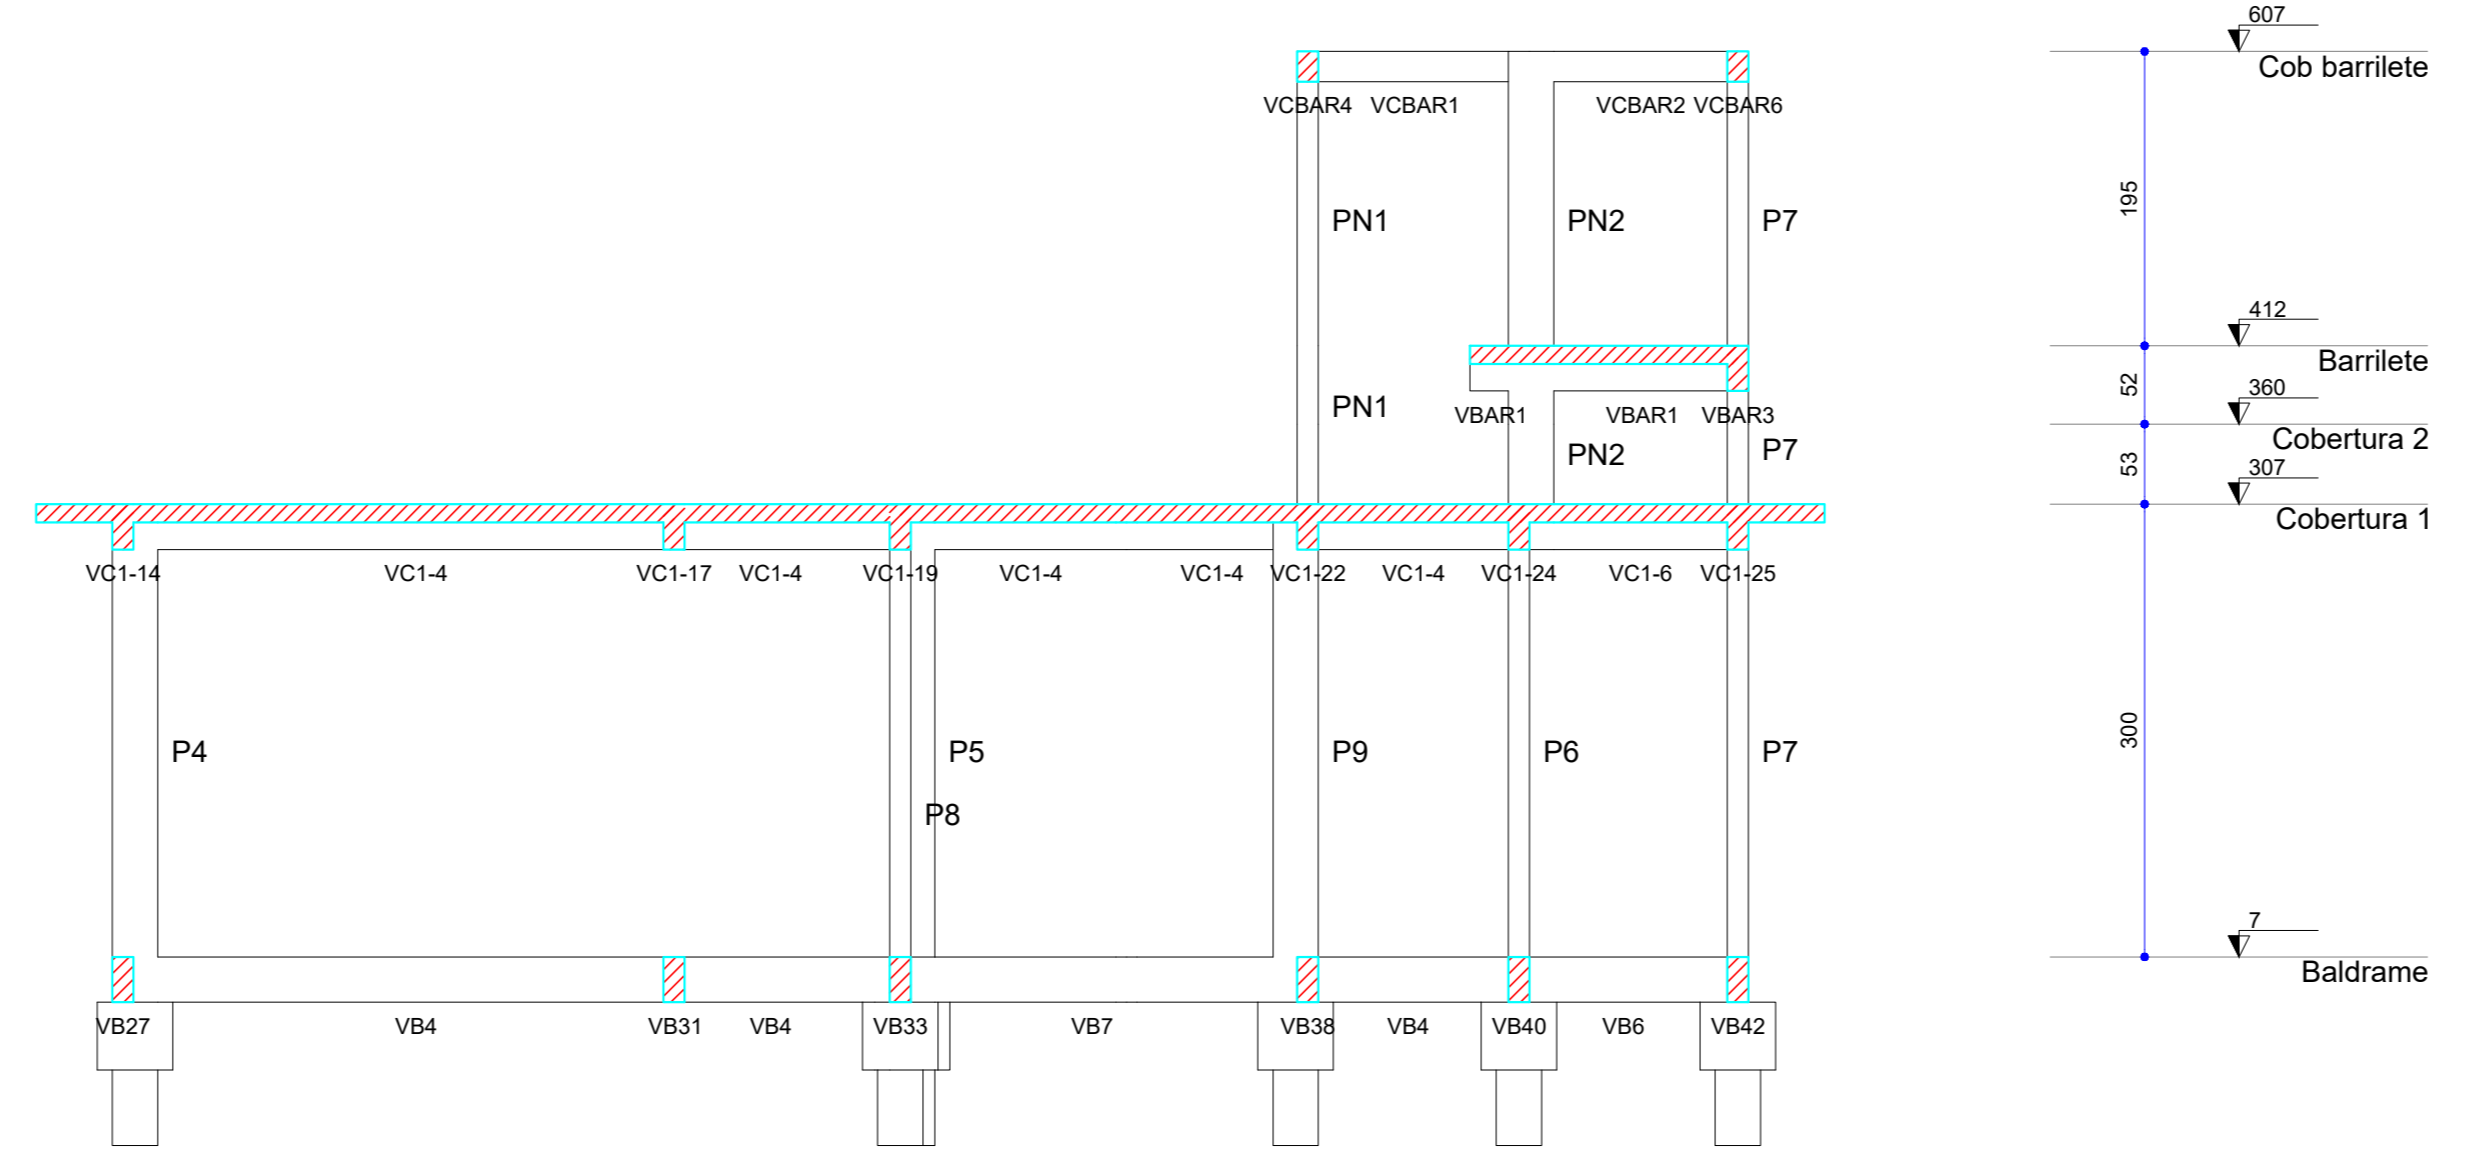 607
Cob barrilete
VCBAR4 VCBAR1 VCBAR2 VCBAR6
195
PN1 PN2 P7
412
Barrilete
52
360
PN1 VBAR1 VBAR1 VBAR3
Cobertura 2
PN2 P7
53
307
Cobertura 1
VC1-14 VC1-4 VC1-17 VC1-4 VC1-19 VC1-4 VC1-4 VC1-22 VC1-4 VC1-24 VC1-6 VC1-25
300
P4 P5 P9 P6 P7
P8
7
Baldrame
VB27 VB4 VB31 VB4 VB33 VB7 VB38 VB4 VB40 VB6 VB42